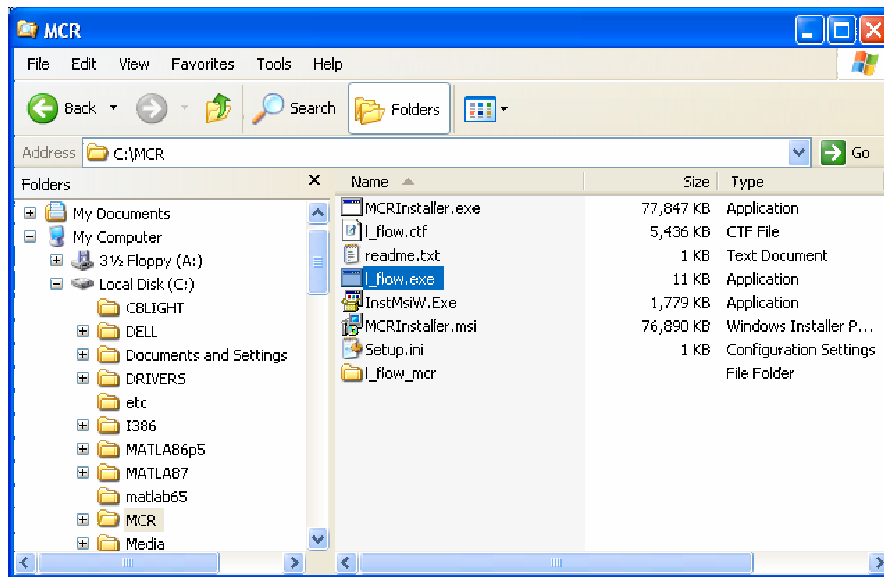 MCR
File Edit View Favorites Tools Help
Back Search Folders
Address C:\MCR Go
Folders X Name Size Type
My Documents
My Computer
3½ Floppy (A:)
Local Disk (C:)
C8LIGHT
DELL
Documents and Settings
DRIVERS
etc
I386
MATLA86p5
MATLA87
matlab65
MCR
Media
MCRInstaller.exe 77,847 KB Application
l_flow.ctf 5,436 KB CTF File
readme.txt 1 KB Text Document
l_flow.exe 11 KB Application
InstMsiW.Exe 1,779 KB Application
MCRInstaller.msi 76,890 KB Windows Installer P...
Setup.ini 1 KB Configuration Settings
l_flow_mcr File Folder